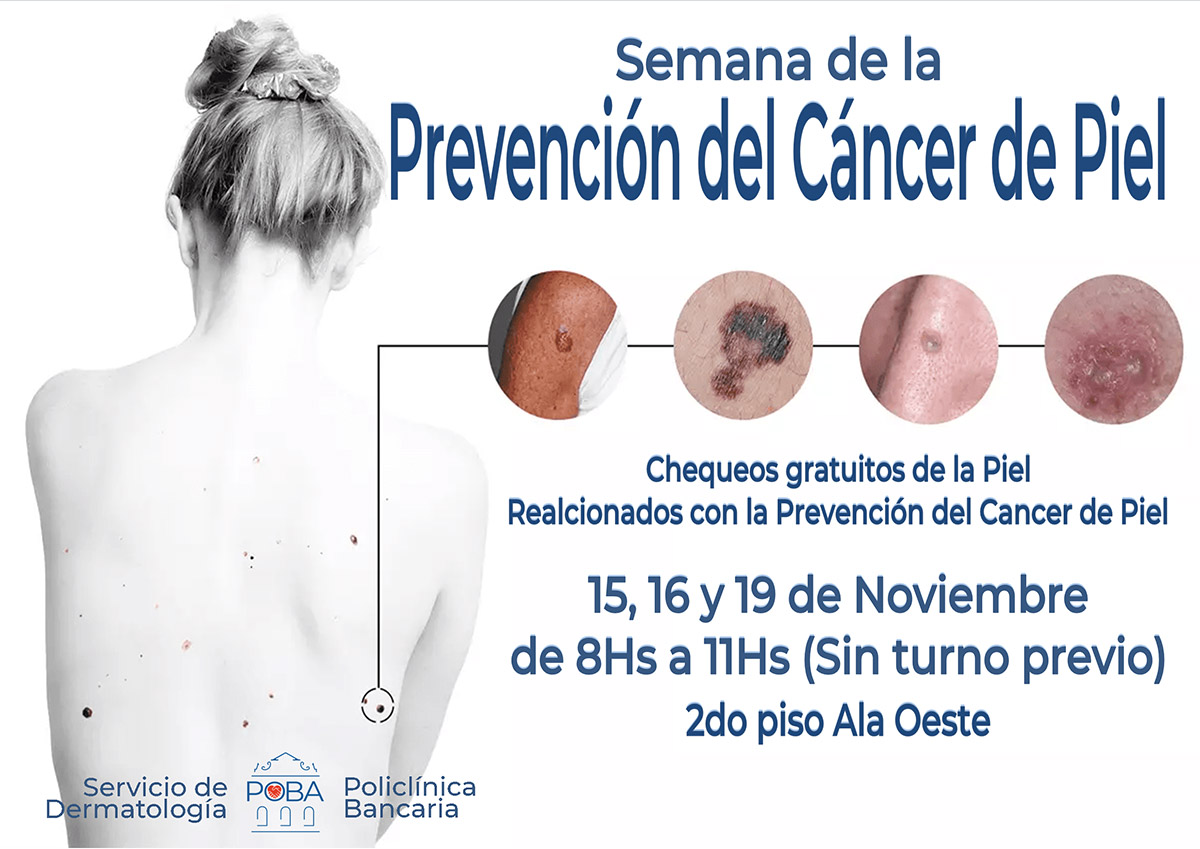 Semana de la
Prevención del Cáncer de Piel
Chequeos gratuitos de la Piel
Realcionados con la Prevención del Cancer de Piel
15, 16 y 19 de Noviembre
de 8Hs a 11Hs (Sin turno previo)
2do piso Ala Oeste
Servicio de
Dermatología
POBA
Policlínica
Bancaria